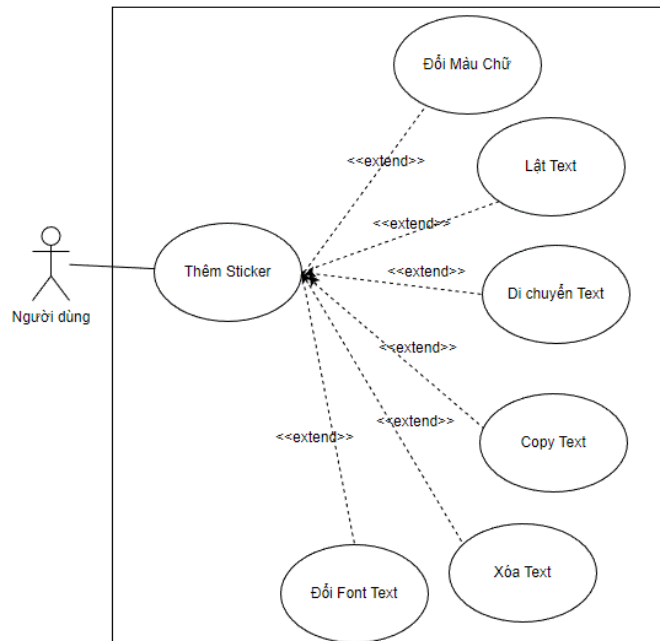 Đổi Màu Chữ
<<extend>>
Lật Text
<<extend>>
Thêm Sticker
<<extend>>
Di chuyển Text
Người dùng
<<extend>>
<<extend>>
Copy Text
<<extend>>
Xóa Text
Đổi Font Text